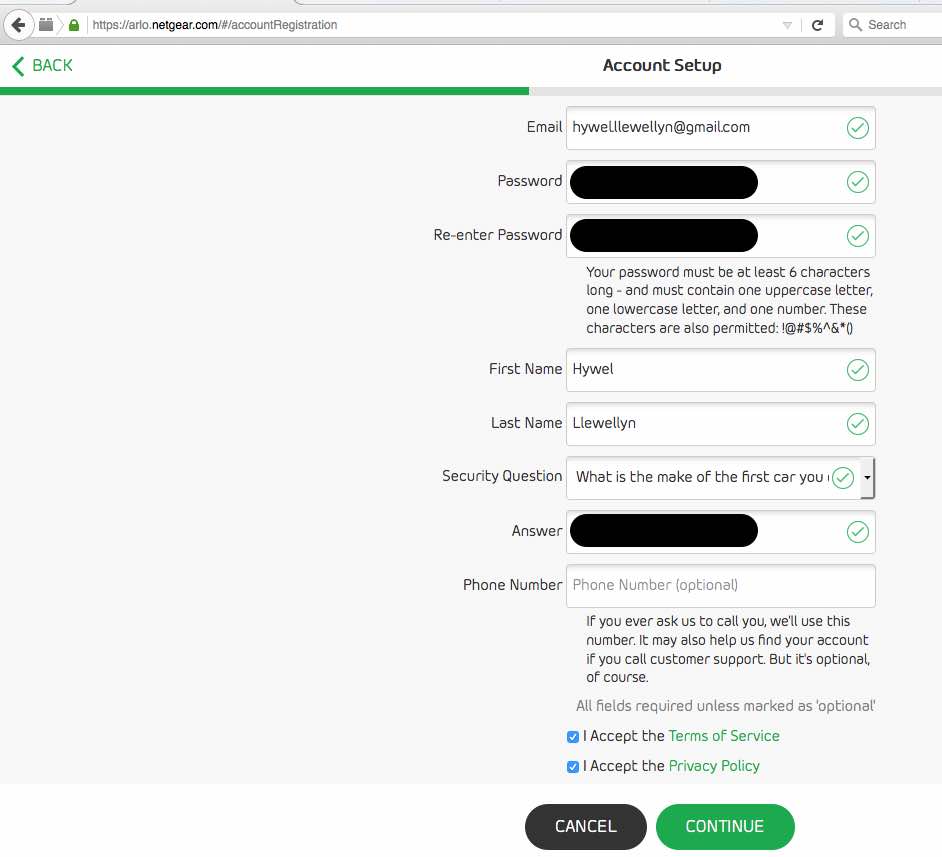 https://arlo.netgear.com/#/accountRegistration
Search
BACK
Account Setup
Email hywel.llewellyn@gmail.com
Password
Re-enter Password
Your password must be at least 6 characters
long - and must contain one uppercase letter,
one lowercase letter, and one number. These
characters are also permitted: !@#$%^&*()
First Name Hywel
Last Name Llewellyn
Security Question What is the make of the first car you
Answer
Phone Number Phone Number (optional)
If you ever ask us to call you, we'll use this
number. It may also help us find your account
if you call customer support. But it's optional,
of course.
All fields required unless marked as 'optional'
I Accept the Terms of Service
I Accept the Privacy Policy
CANCEL CONTINUE